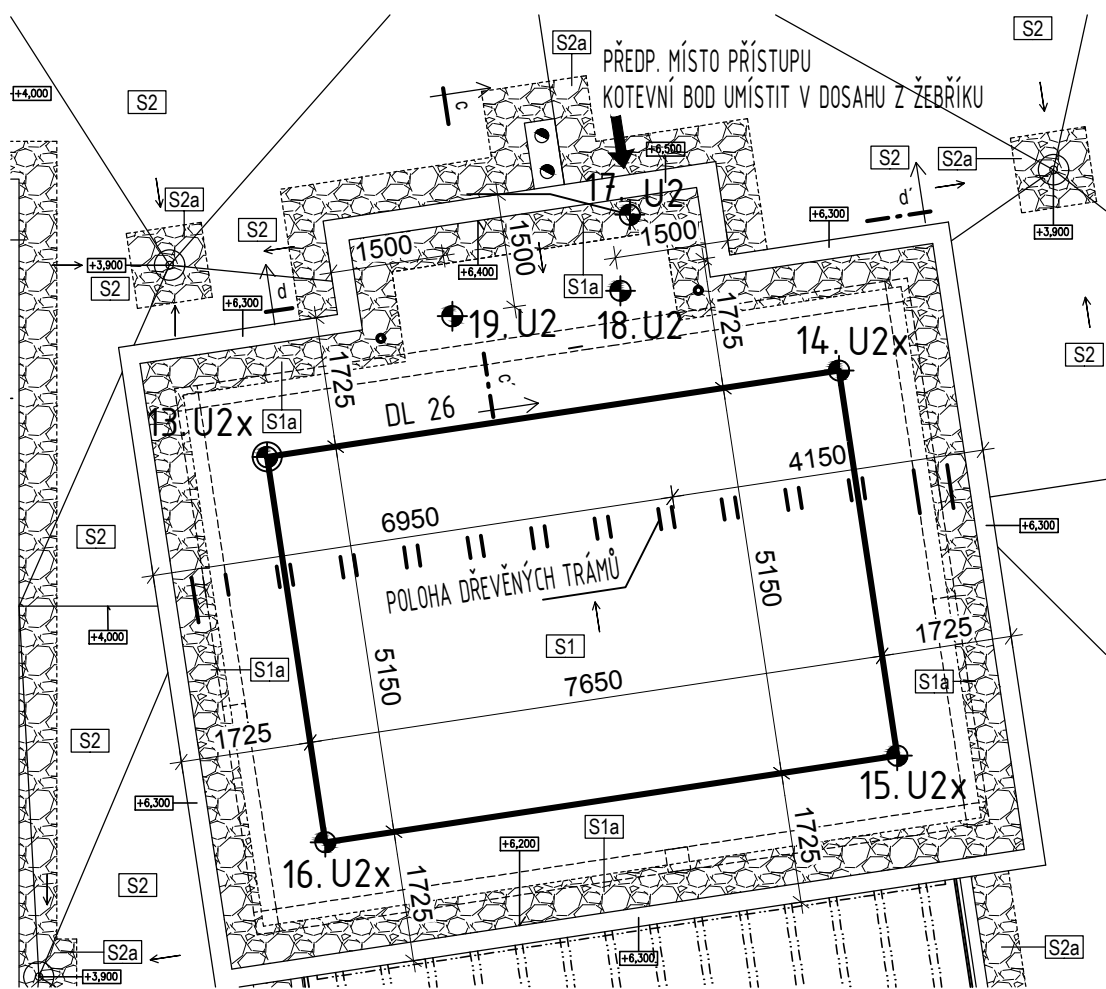 S2
S2a
S2
PŘEDP. MÍSTO PŘÍSTUPU
KOTEVNÍ BOD UMÍSTIT V DOSAHU Z ŽEBŘÍKU
+4,000
S2
c
+6,500
S2
S2a
S2a
17. U2
d´
+6,300
+3,900
S2
1500
1500
1500
+6,400
+3,900
S2
S1a
+6,300
d
19. U2
18. U2
1725
1725
14. U2x
S2
c´
DL 26
13. U2x
S1a
4150
6950
+6,300
S2
POLOHA DŘEVĚNÝCH TRÁMŮ
5150
+4,000
S1
1725
5150
S1a
7650
S1a
1725
S2
+6,300
15. U2x
S1a
+6,200
1725
16. U2x
S2
1725
S2a
+6,300
S2a
+3,900